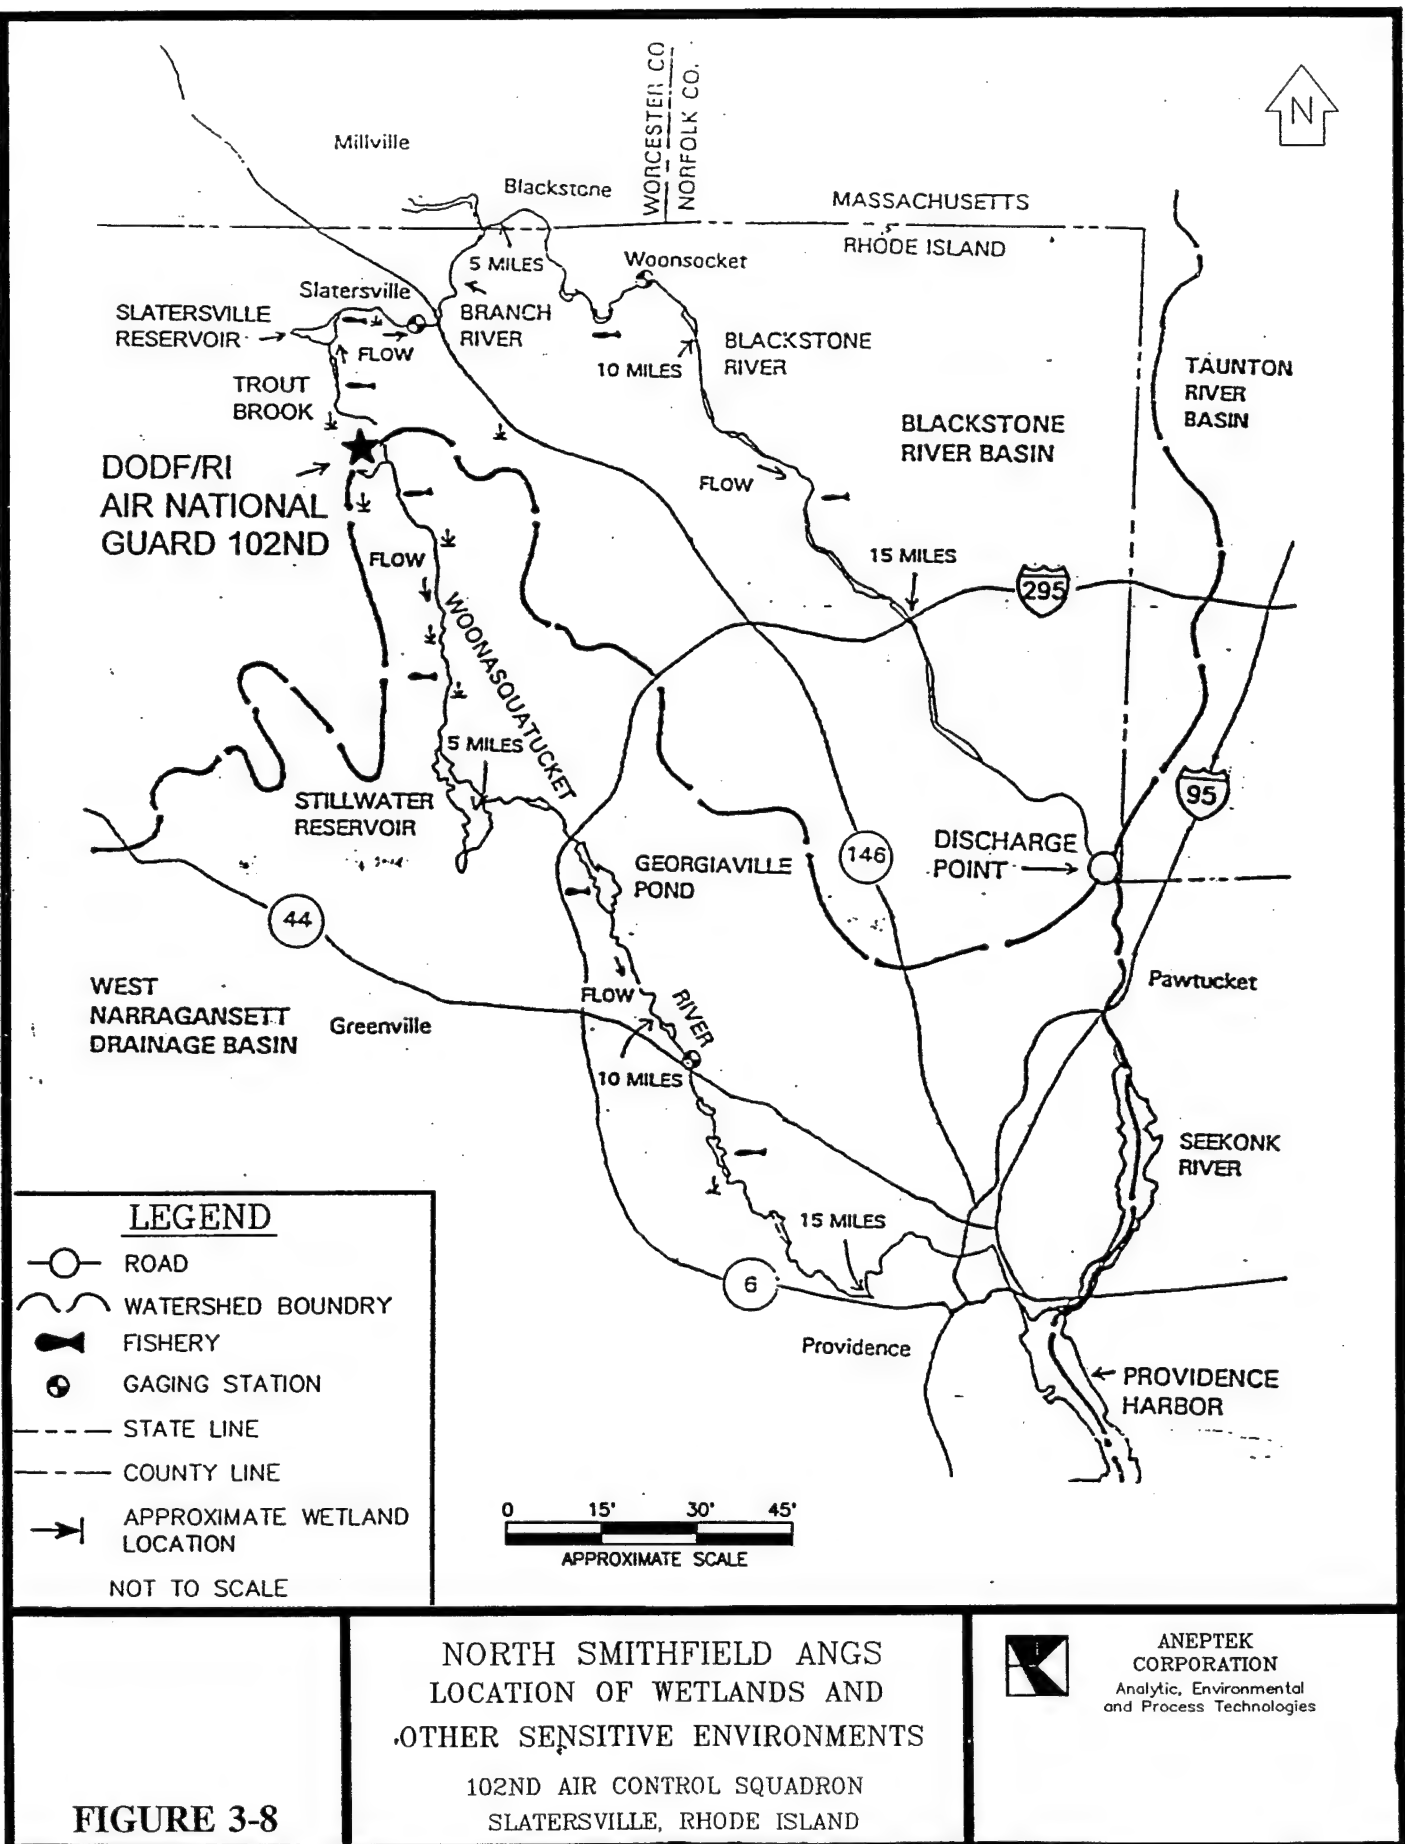 WORCESTER CO
NORFOLK CO.
N
Millville
Blackstone
MASSACHUSETTS
RHODE ISLAND
5 MILES
Woonsocket
Slatersville
SLATERSVILLE
RESERVOIR
BRANCH
RIVER
FLOW
BLACKSTONE
RIVER
10 MILES
TAUNTON
RIVER
BASIN
TROUT
BROOK
BLACKSTONE
RIVER BASIN
DODF/RI
AIR NATIONAL
GUARD 102ND
FLOW
FLOW
15 MILES
295
WOONASQUATUCKET
5 MILES
STILLWATER
RESERVOIR
95
DISCHARGE
POINT
146
GEORGIAVILLE
POND
44
WEST
NARRAGANSETT
DRAINAGE BASIN
Greenville
FLOW
RIVER
Pawtucket
10 MILES
SEEKONK
RIVER
15 MILES
6
Providence
PROVIDENCE
HARBOR
LEGEND
ROAD
WATERSHED BOUNDRY
FISHERY
GAGING STATION
STATE LINE
COUNTY LINE
APPROXIMATE WETLAND
LOCATION
NOT TO SCALE
0 15' 30' 45'
APPROXIMATE SCALE
FIGURE 3-8
NORTH SMITHFIELD ANGS
LOCATION OF WETLANDS AND
OTHER SENSITIVE ENVIRONMENTS
102ND AIR CONTROL SQUADRON
SLATERSVILLE, RHODE ISLAND
ANEPTEK
CORPORATION
Analytic, Environmental
and Process Technologies